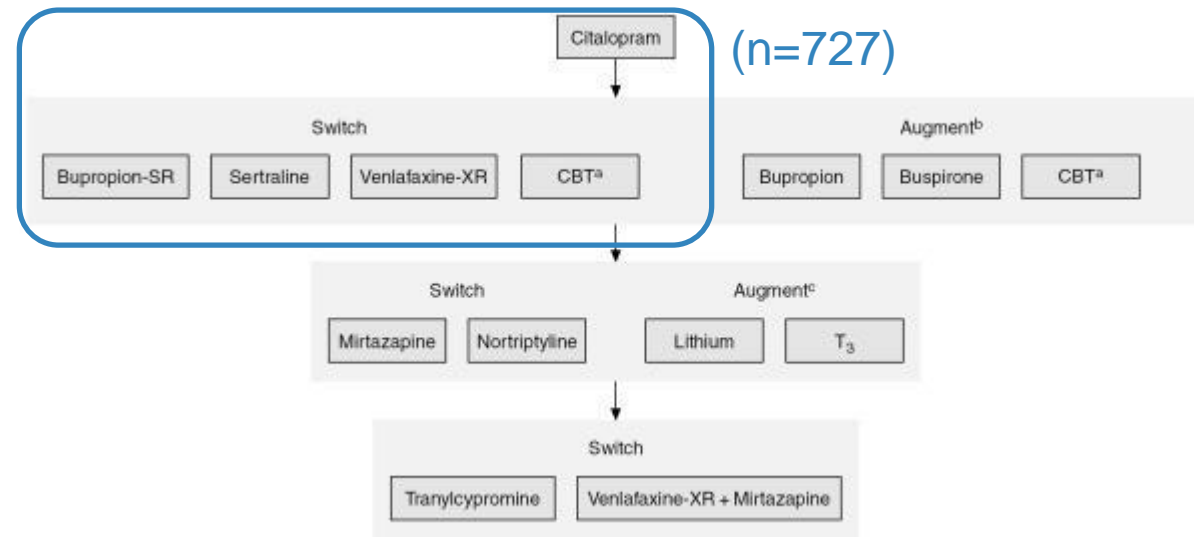 Citalopram (n=727)
Switch Augmentᵇ
Bupropion-SR Sertraline Venlafaxine-XR CBTᵃ Bupropion Buspirone CBTᵃ
Switch Augmentᶜ
Mirtazapine Nortriptyline Lithium T₃
Switch
Tranylcypromine Venlafaxine-XR + Mirtazapine